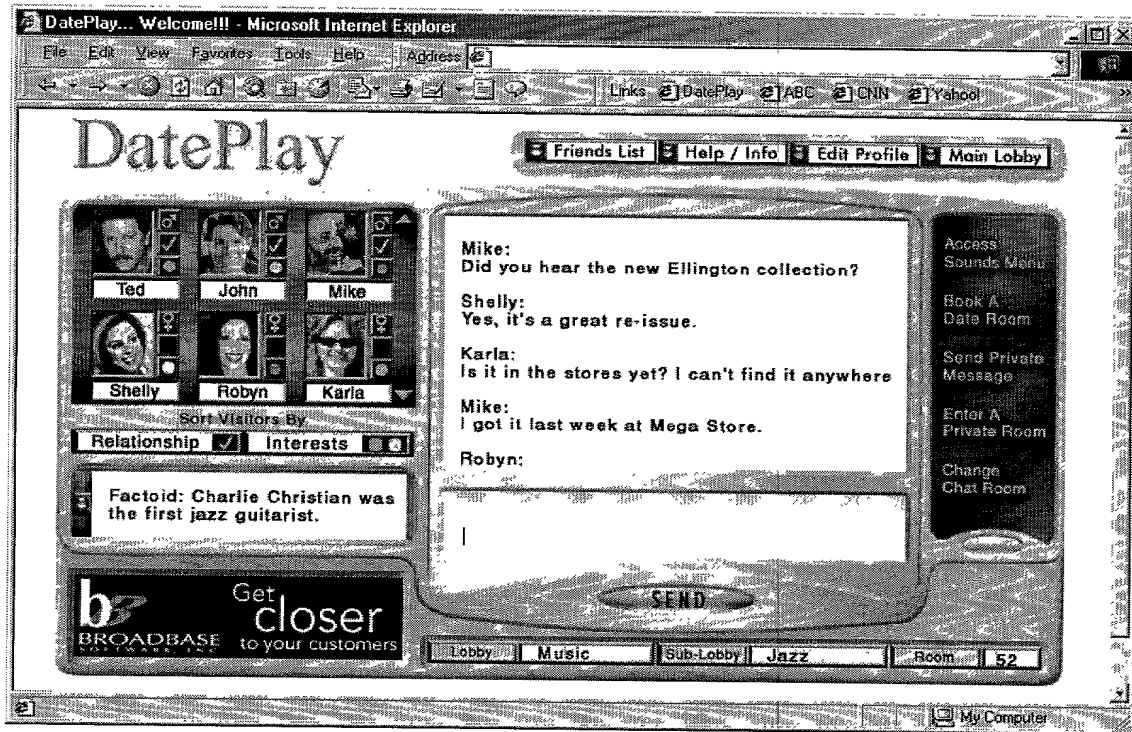 DatePlay... Welcome!!! - Microsoft Internet Explorer
File Edit View Favorites Tools Help Address
Links DatePlay ABC CNN Yahoo! »
DatePlay
Friends List Help / Info Edit Profile Main Lobby
Ted John Mike
Shelly Robyn Karla
Sort Visitors By
Relationship Interests
Factoid: Charlie Christian was
the first jazz guitarist.
b
BROADBASE
SOFTWARE, INC
Get
closer
to your customers
Mike:
Did you hear the new Ellington collection?
Shelly:
Yes, it's a great re-issue.
Karla:
Is it in the stores yet? I can't find it anywhere
Mike:
I got it last week at Mega Store.
Robyn:
SEND
Access
Sounds Menu
Book A
Date Room
Send Private
Message
Enter A
Private Room
Change
Chat Room
Lobby Music Sub-Lobby Jazz Room 52
My Computer